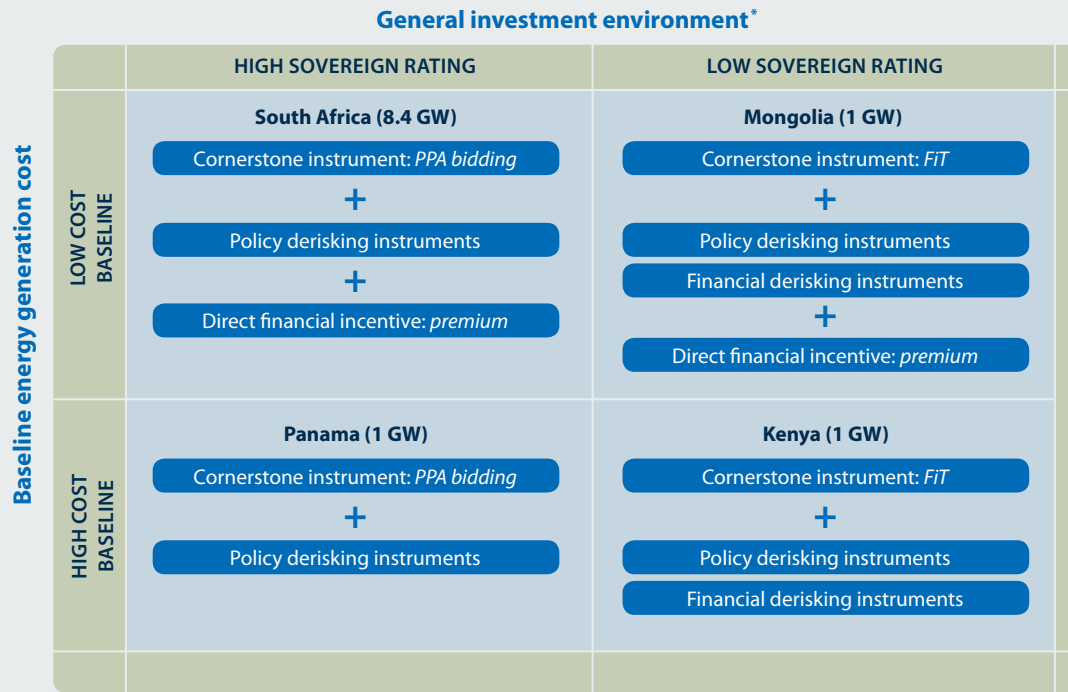 General investment environment*
HIGH SOVEREIGN RATING
LOW SOVEREIGN RATING
Baseline energy generation cost
LOW COST
BASELINE
South Africa (8.4 GW)
Cornerstone instrument: PPA bidding
+
Policy derisking instruments
+
Direct financial incentive: premium
Mongolia (1 GW)
Cornerstone instrument: FiT
+
Policy derisking instruments
Financial derisking instruments
+
Direct financial incentive: premium
HIGH COST
BASELINE
Panama (1 GW)
Cornerstone instrument: PPA bidding
+
Policy derisking instruments
Kenya (1 GW)
Cornerstone instrument: FiT
+
Policy derisking instruments
Financial derisking instruments